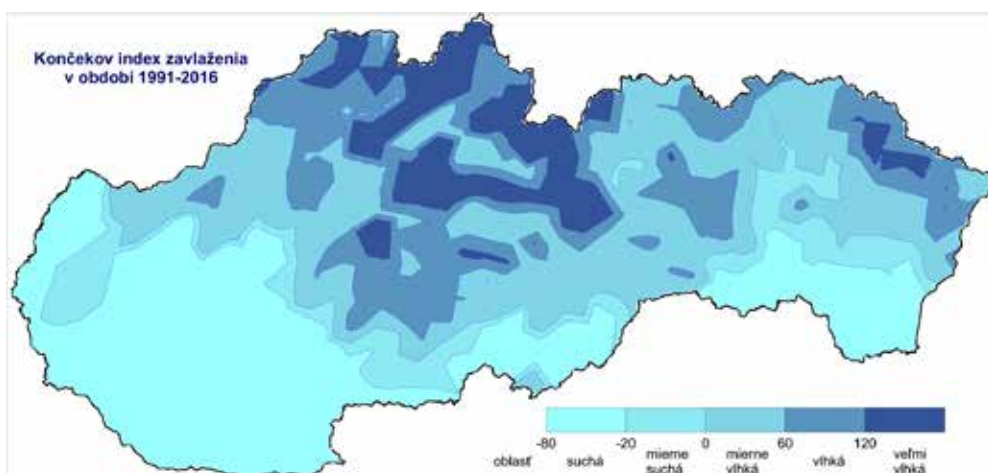 Končekov index zavlaženia
v období 1991-2016
-80 -20 0 60 120
oblasť suchá mierne suchá mierne vlhká vlhká veľmi vlhká